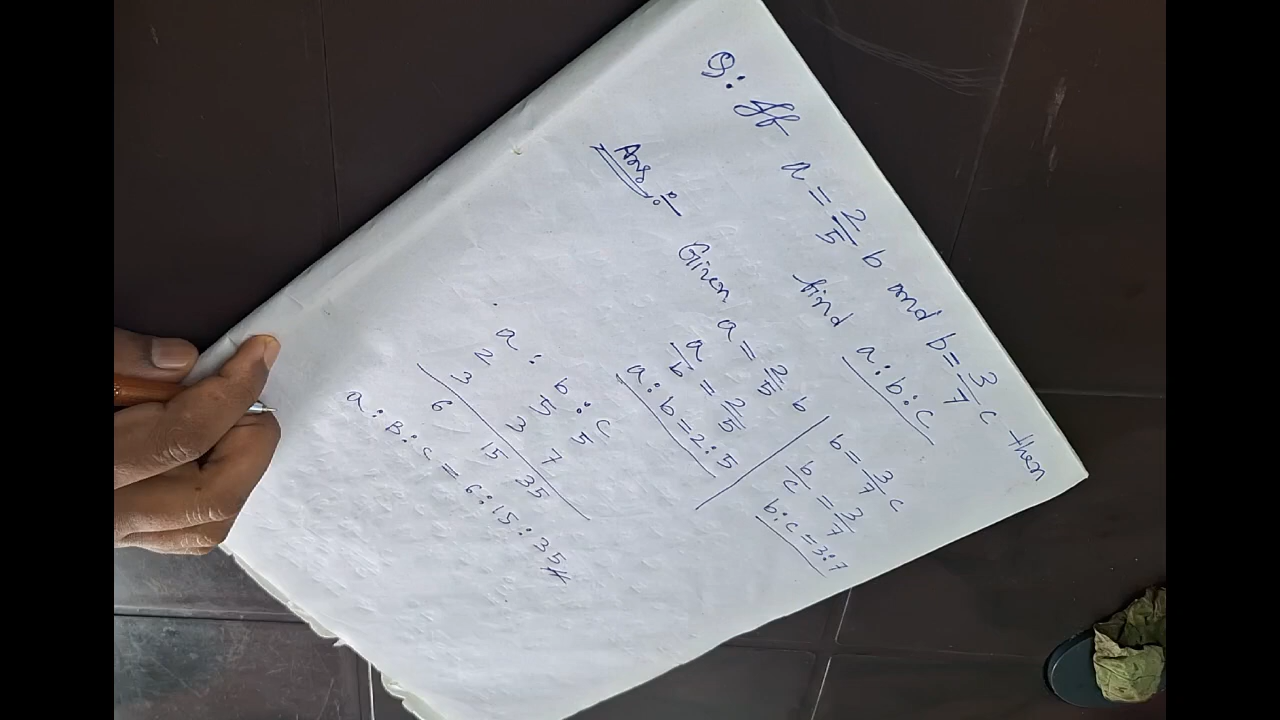 Q: If a = 2/5 b and b = 3/7 c then
find a:b:c
Ans: Given a = 2/5 b | b = 3/7 c
a/b = 2/5 | b/c = 3/7
a:b = 2:5 | b:c = 3:7
a : b : c
2 5 5
3 3 7
6 15 35
a:B:c = 6:15:35